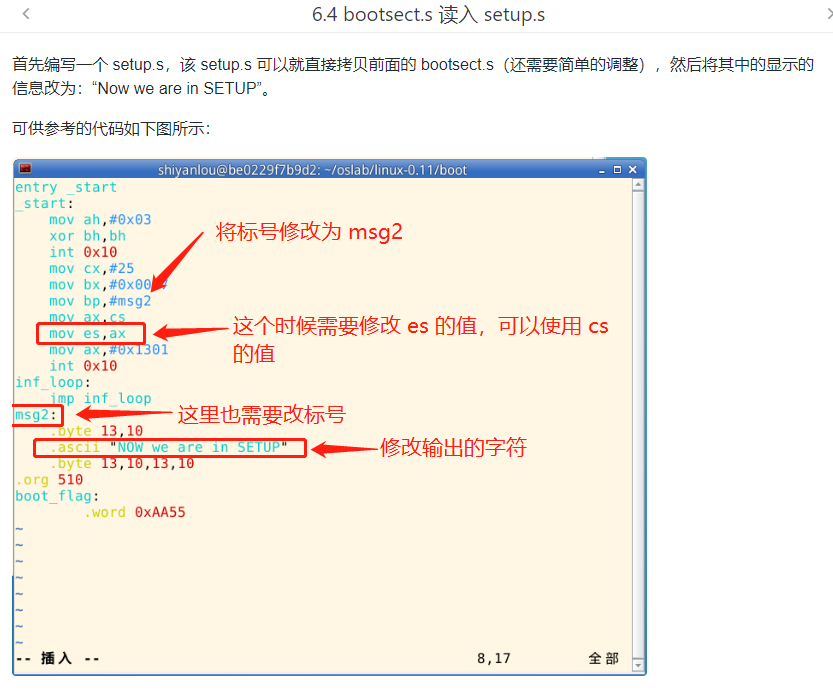 6.4 bootsect.s 读入 setup.s
首先编写一个 setup.s，该 setup.s 可以就直接拷贝前面的 bootsect.s（还需要简单的调整），然后将其中的显示的
信息改为：“Now we are in SETUP”。
可供参考的代码如下图所示：
shiyanlou@be0229f7b9d2: ~/oslab/linux-0.11/boot
entry _start
_start:
mov ah,#0x03
xor bh,bh
int 0x10
mov cx,#25
mov bp,#msg2
mov ax,cs
mov es,ax
mov ax,#0x1301
int 0x10
inf_loop:
jmp inf_loop
msg2:
.byte 13,10
.ascii "NOW we are in SETUP"
.byte 13,10,13,10
.org 510
boot_flag:
.word 0xAA55
~
~
~
~
~
~
~
~
-- 插入 --
8,17
全部
将标号修改为 msg2
这个时候需要修改 es 的值，可以使用 cs
的值
这里也需要改标号
修改输出的字符